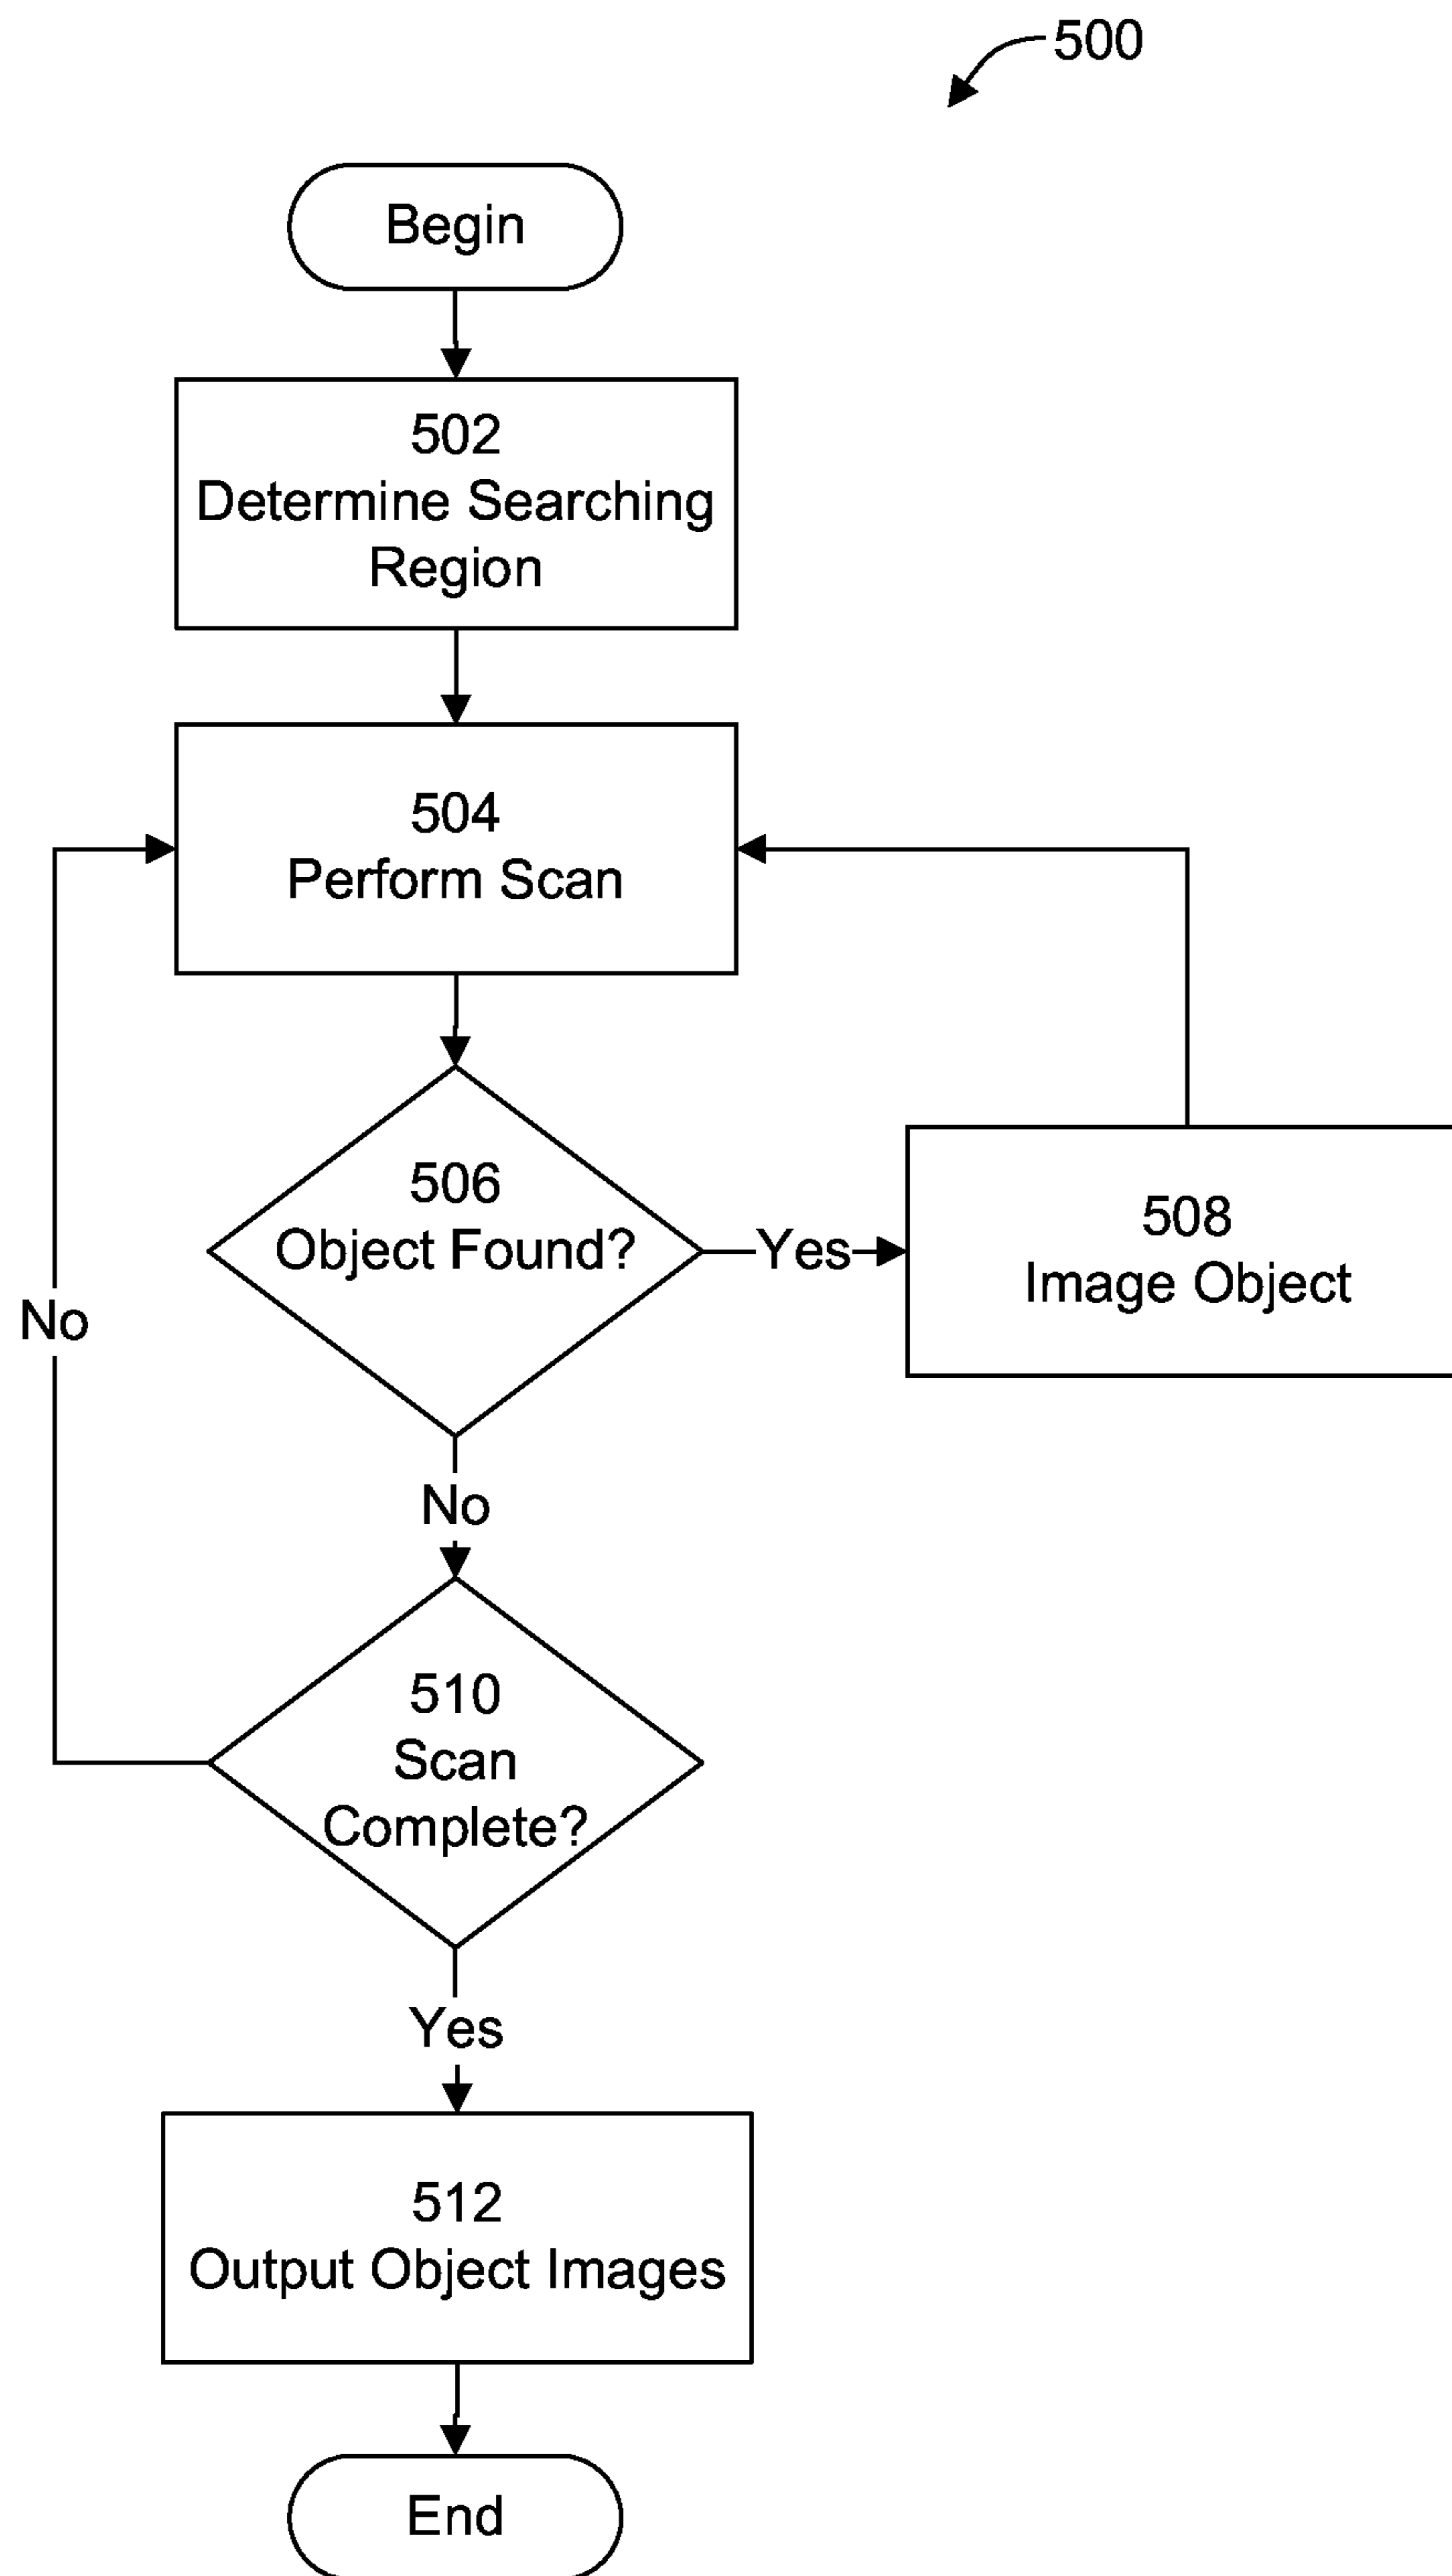 500
Begin
502
Determine Searching
Region
504
Perform Scan
506
Object Found?
Yes
508
Image Object
No
No
510
Scan
Complete?
Yes
512
Output Object Images
End